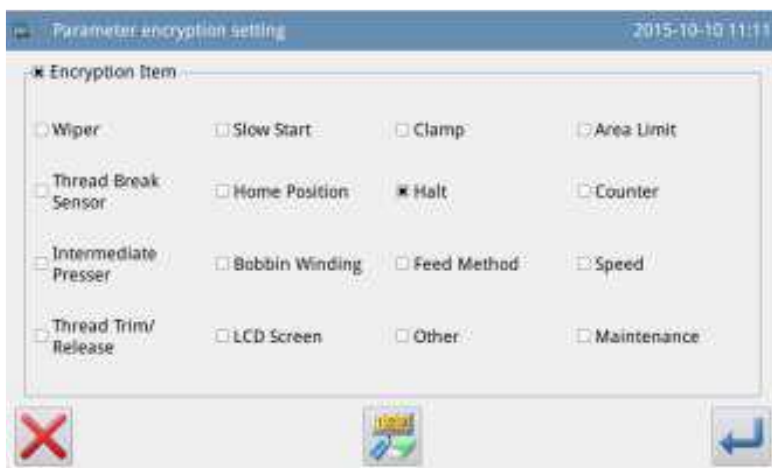 Parameter encryption setting 2015-10-10 11:11
Encryption Item
Wiper Slow Start Clamp Area Limit
Thread Break
Sensor Home Position Halt Counter
Intermediate
Presser Bobbin Winding Feed Method Speed
Thread Trim/
Release LCD Screen Other Maintenance